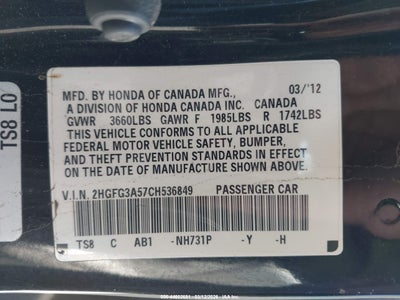 TS8 LO
MFD. BY HONDA OF CANADA MFG., 03/'12
A DIVISION OF HONDA CANADA INC. CANADA
GVWR 3660LBS GAWR F 1985LBS R 1742LBS
THIS VEHICLE CONFORMS TO ALL APPLICABLE
FEDERAL MOTOR VEHICLE SAFETY, BUMPER,
AND THEFT PREVENTION STANDARDS IN EFFECT
ON THE DATE OF MANUFACTURE SHOWN ABOVE.
V.I.N. 2HGFG3A57CH536849 PASSENGER CAR
TS8 C AB1 -NH731P -Y -H